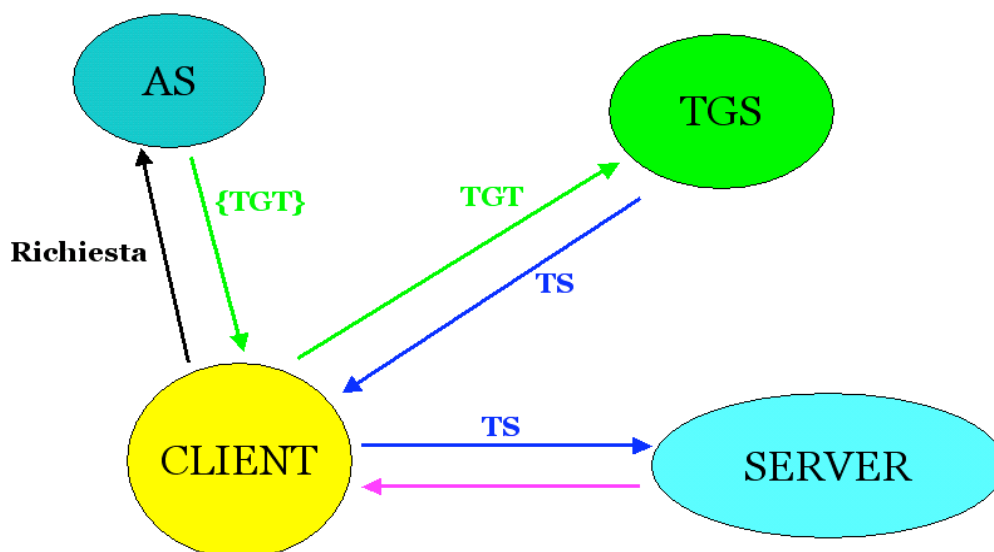 AS
TGS
{TGT}
TGT
Richiesta
TS
TS
CLIENT
SERVER